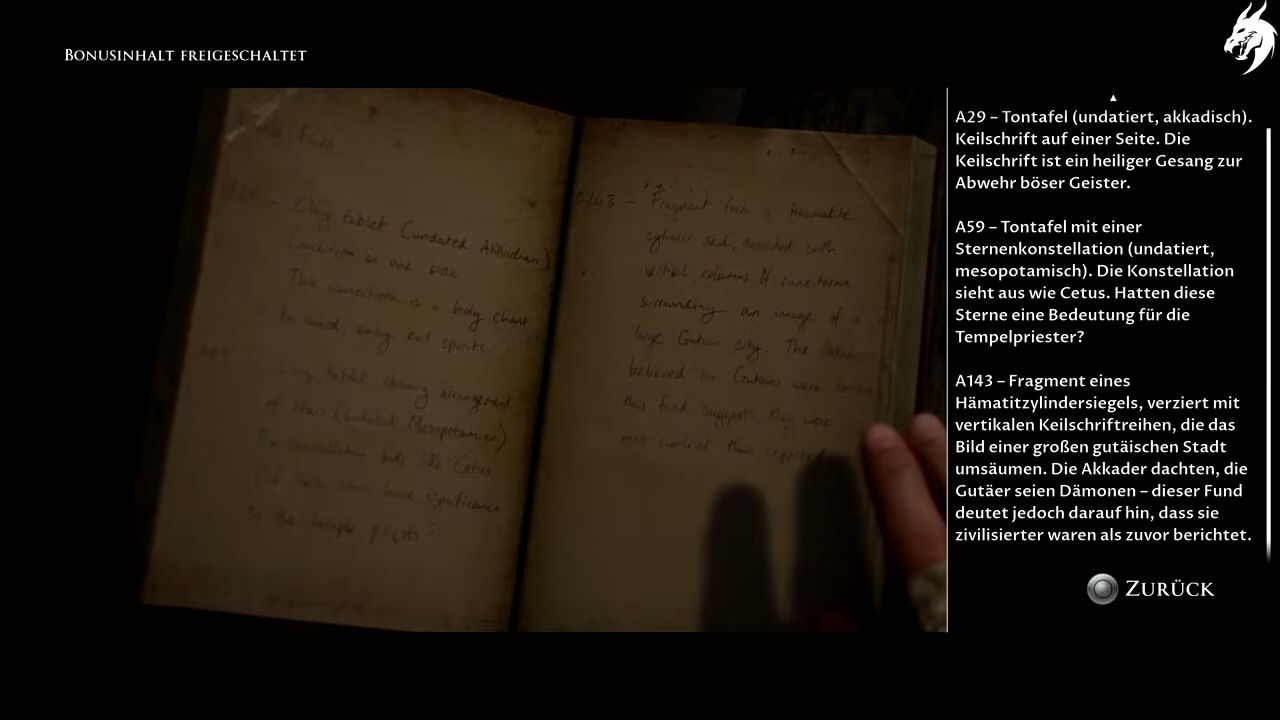 BONUSINHALT FREIGESCHALTET
Finds
Clay tablet (undated Akkadian)
on one side
The cuneiform is a holy chant
to ward away evil spirits.
clay tablet showing arrangement
of stars (undated Mesopotamian)
The constellation looks like Cetus
have significance
to the temple priests?
A143 – Fragment from a haematite
cylinder seal, decorated with
vertical columns of cuneiform
surrounding an image of a
large Gutian city. The
believed the Gutians were
this find suggests they were
more civilised than reported
A29 – Tontafel (undatiert, akkadisch).
Keilschrift auf einer Seite. Die
Keilschrift ist ein heiliger Gesang zur
Abwehr böser Geister.
A59 – Tontafel mit einer
Sternenkonstellation (undatiert,
mesopotamisch). Die Konstellation
sieht aus wie Cetus. Hatten diese
Sterne eine Bedeutung für die
Tempelpriester?
A143 – Fragment eines
Hämatitzylindersiegels, verziert mit
vertikalen Keilschriftreihen, die das
Bild einer großen gutäischen Stadt
umsäumen. Die Akkader dachten, die
Gutäer seien Dämonen – dieser Fund
deutet jedoch darauf hin, dass sie
zivilisierter waren als zuvor berichtet.
ZURÜCK